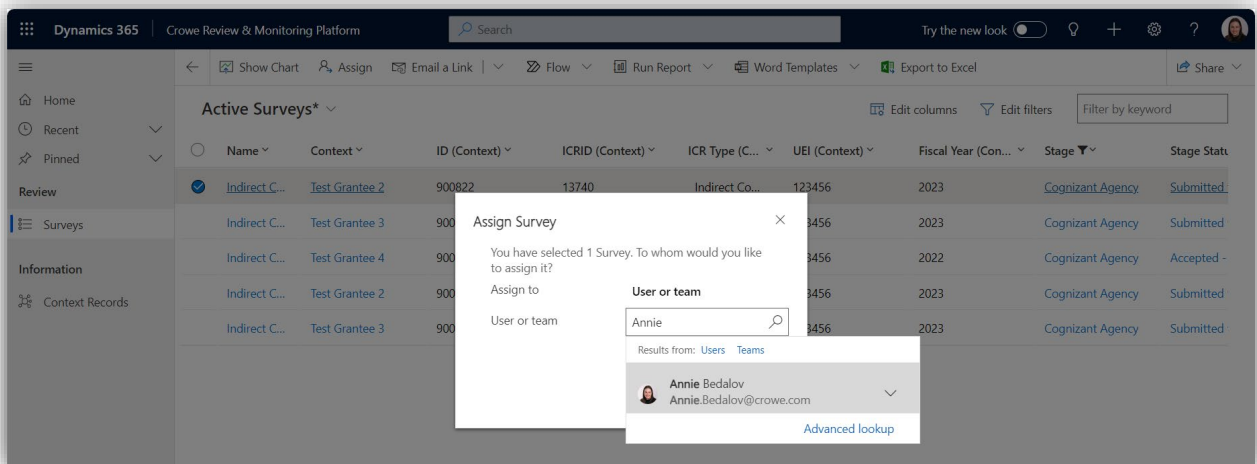 Dynamics 365 Crowe Review & Monitoring Platform Search Try the new look
Show Chart Assign Email a Link Flow Run Report Word Templates Export to Excel Share
Home
Recent
Pinned
Review
Surveys
Information
Context Records
Active Surveys* Edit columns Edit filters Filter by keyword
Name Context ID (Context) ICRID (Context) ICR Type (C... UEI (Context) Fiscal Year (Con... Stage Stage Statu
Indirect C... Test Grantee 2 900822 13740 Indirect Co... 123456 2023 Cognizant Agency Submitted
Indirect C... Test Grantee 3 900 3456 2023 Cognizant Agency Submitted
Indirect C... Test Grantee 4 900 3456 2022 Cognizant Agency Accepted -
Indirect C... Test Grantee 2 900 3456 2023 Cognizant Agency Submitted
Indirect C... Test Grantee 3 900 3456 2023 Cognizant Agency Submitted
Assign Survey
You have selected 1 Survey. To whom would you like
to assign it?
Assign to User or team
User or team Annie
Results from: Users Teams
Annie Bedalov
Annie.Bedalov@crowe.com
Advanced lookup